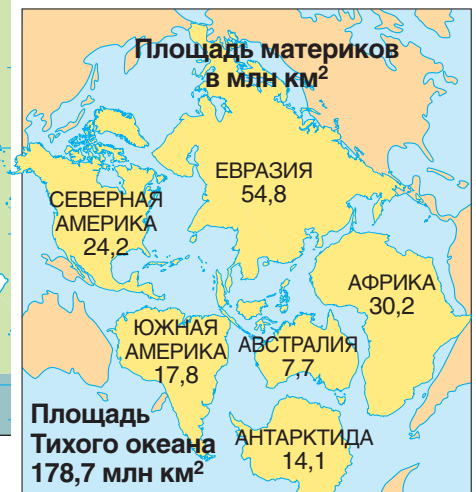 Площадь материков
в млн км²
ЕВРАЗИЯ
54,8
СЕВЕРНАЯ
АМЕРИКА
24,2
АФРИКА
30,2
ЮЖНАЯ
АМЕРИКА
17,8
АВСТРАЛИЯ
7,7
Площадь
Тихого океана
178,7 млн км²
АНТАРКТИДА
14,1